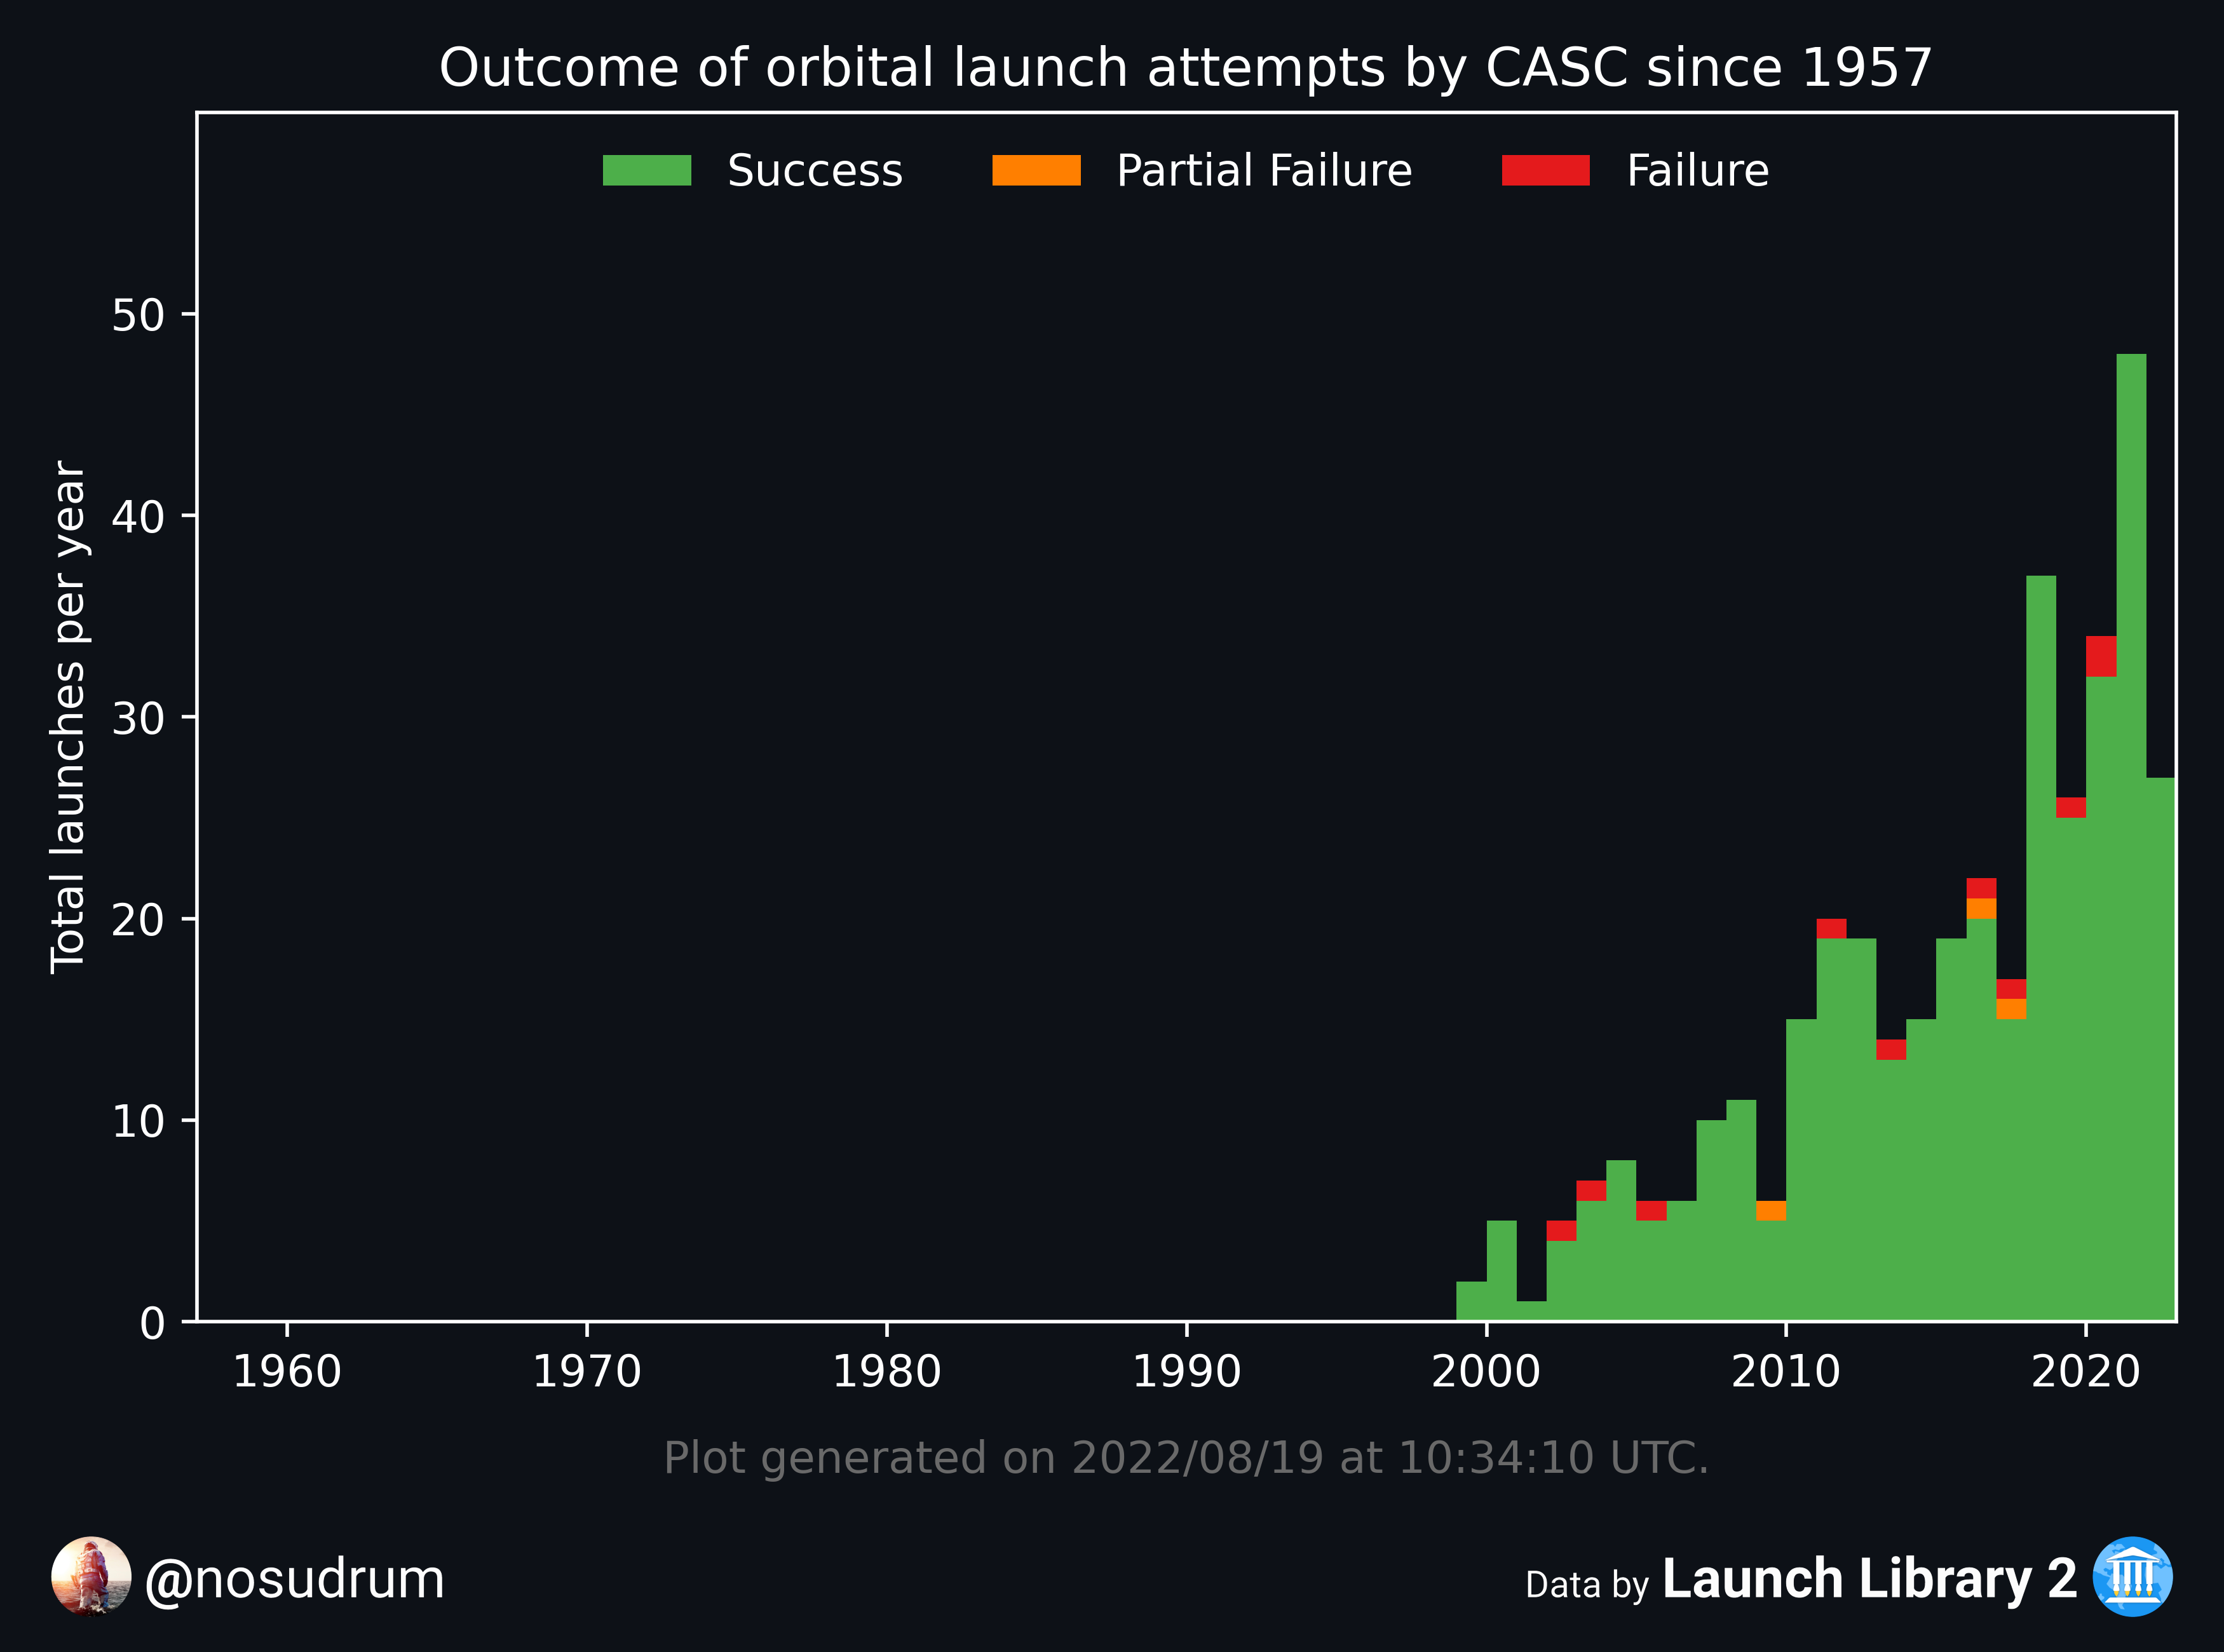 Outcome of orbital launch attempts by CASC since 1957
Success Partial Failure Failure
Total launches per year
50
40
30
20
10
0
1960 1970 1980 1990 2000 2010 2020
Plot generated on 2022/08/19 at 10:34:10 UTC.
@nosudrum
Data by Launch Library 2